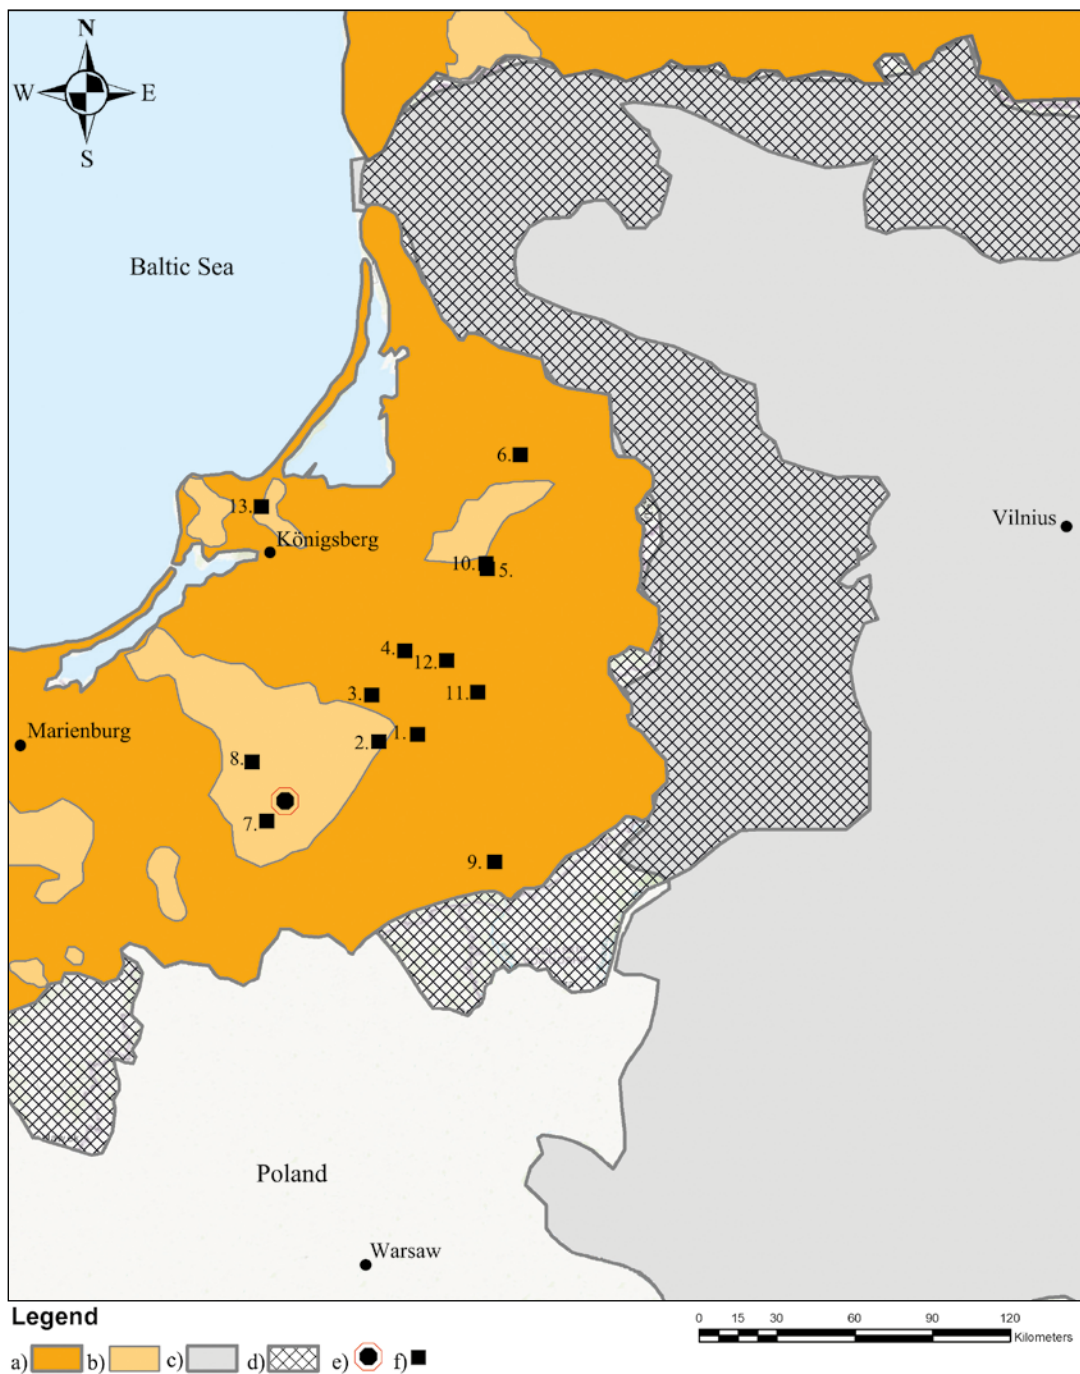 N
W E
S
Baltic Sea
6.
13.
Vilnius
Königsberg
10. 5.
4.
12.
3. 11.
Marienburg
2. 1.
8.
7.
9.
Poland
Warsaw
Legend
0 15 30 60 90 120
Kilometers
a) b) c) d) e) f)